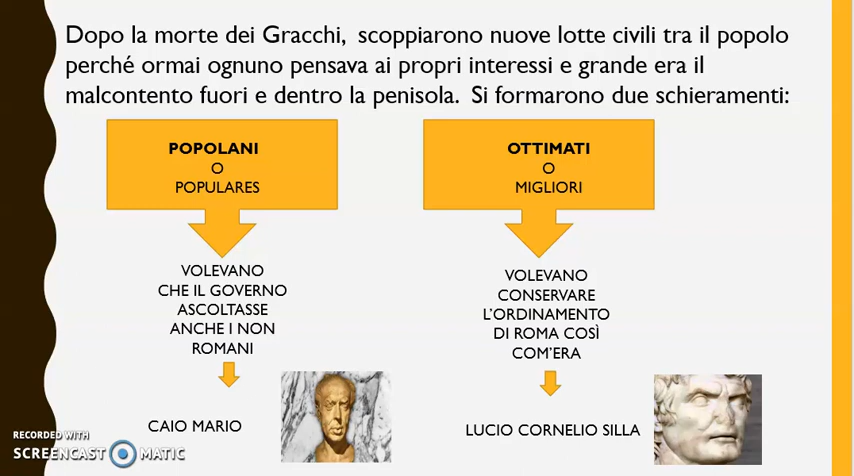 Dopo la morte dei Gracchi, scoppiarono nuove lotte civili tra il popolo
perché ormai ognuno pensava ai propri interessi e grande era il
malcontento fuori e dentro la penisola. Si formarono due schieramenti:
POPOLANI
O
POPULARES
VOLEVANO
CHE IL GOVERNO
ASCOLTASSE
ANCHE I NON
ROMANI
CAIO MARIO
OTTIMATI
O
MIGLIORI
VOLEVANO
CONSERVARE
L'ORDINAMENTO
DI ROMA COSÌ
COM'ERA
LUCIO CORNELIO SILLA
RECORDED WITH
SCREENCAST MATIC